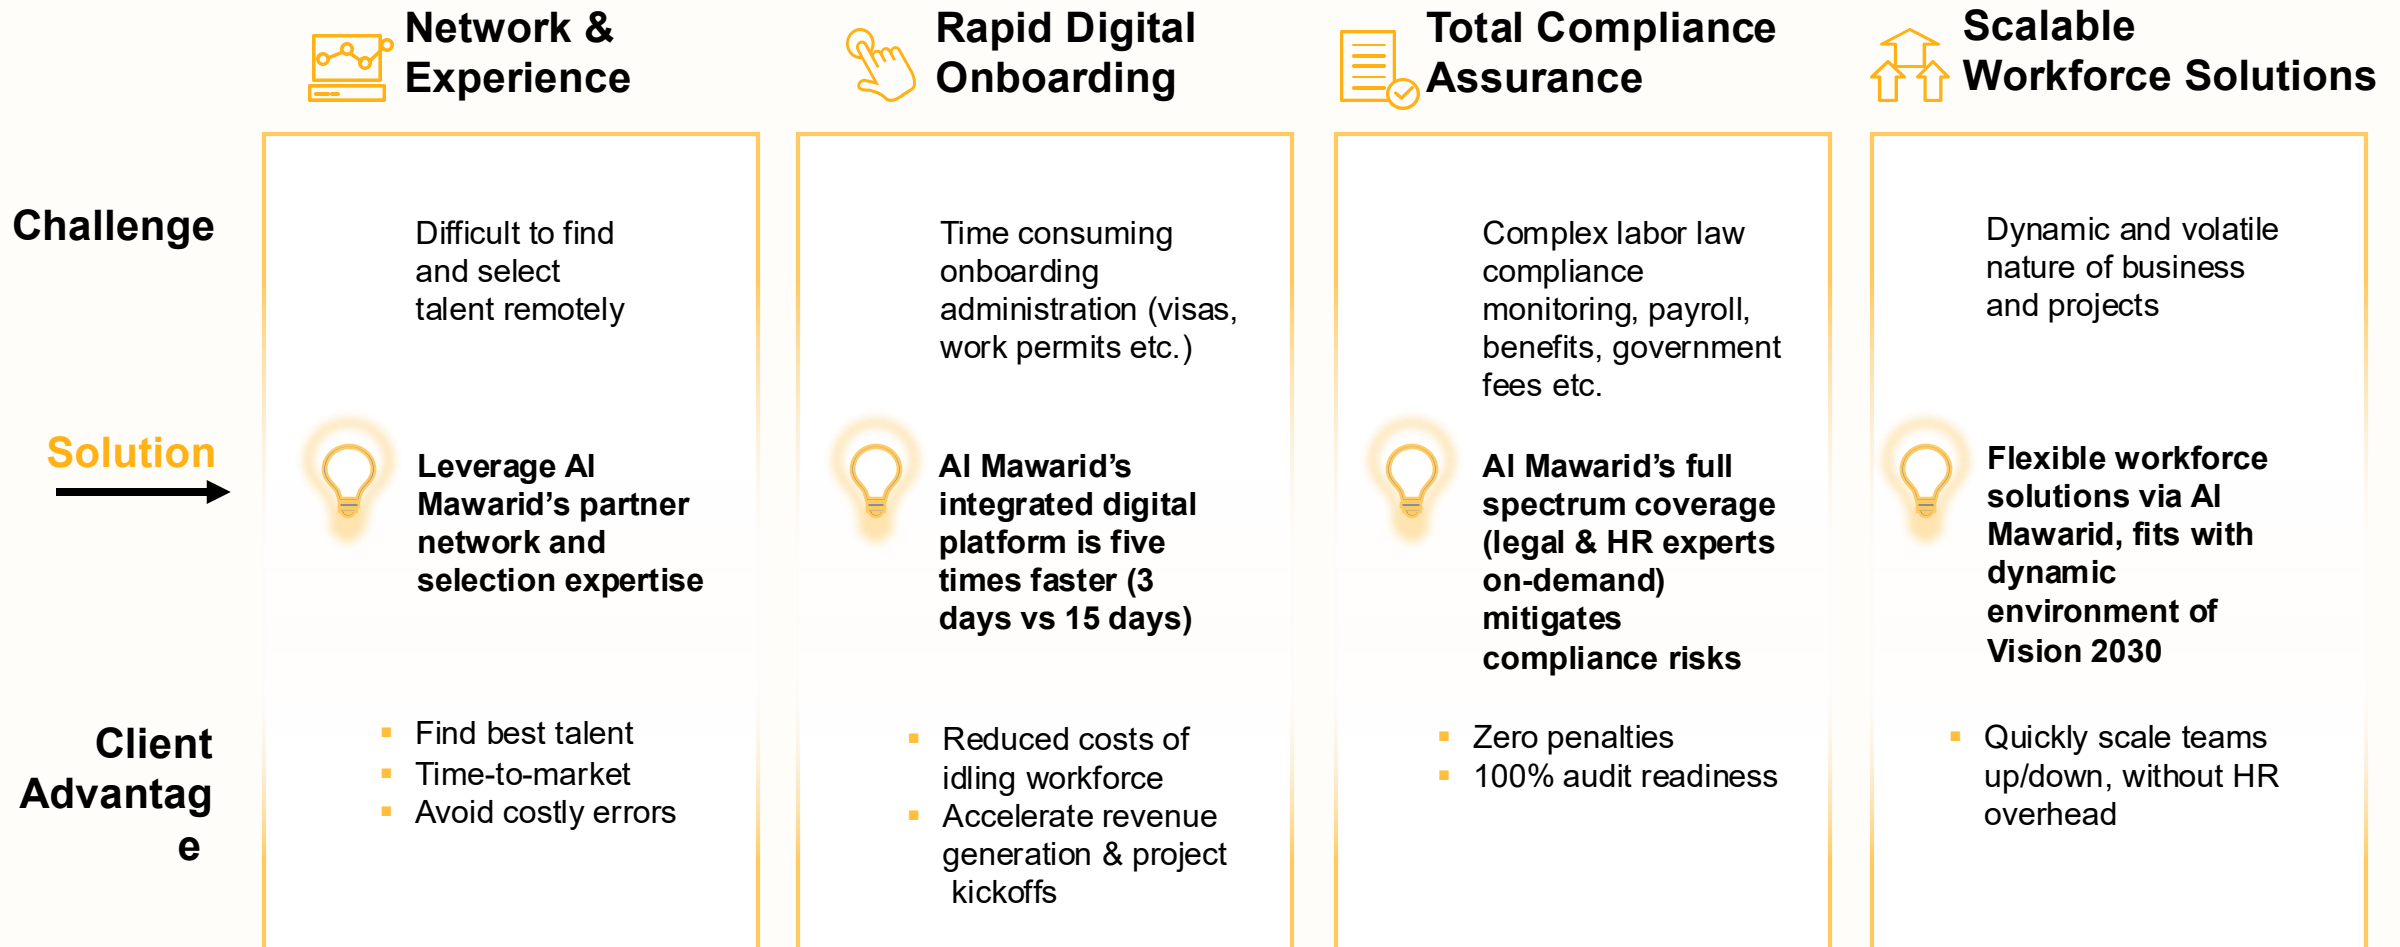 Network &
Experience
Rapid Digital
Onboarding
Total Compliance
Assurance
Scalable
Workforce Solutions
Challenge
Difficult to find
and select
talent remotely
Time consuming
onboarding
administration (visas,
work permits etc.)
Complex labor law
compliance
monitoring, payroll,
benefits, government
fees etc.
Dynamic and volatile
nature of business
and projects
Solution
Leverage Al
Mawarid’s partner
network and
selection expertise
Al Mawarid’s
integrated digital
platform is five
times faster (3
days vs 15 days)
Al Mawarid’s full
spectrum coverage
(legal & HR experts
on-demand)
mitigates
compliance risks
Flexible workforce
solutions via Al
Mawarid, fits with
dynamic
environment of
Vision 2030
Client
Advantag
e
▪ Find best talent
▪ Time-to-market
▪ Avoid costly errors
▪ Reduced costs of
idling workforce
▪ Accelerate revenue
generation & project
kickoffs
▪ Zero penalties
▪ 100% audit readiness
▪ Quickly scale teams
up/down, without HR
overhead